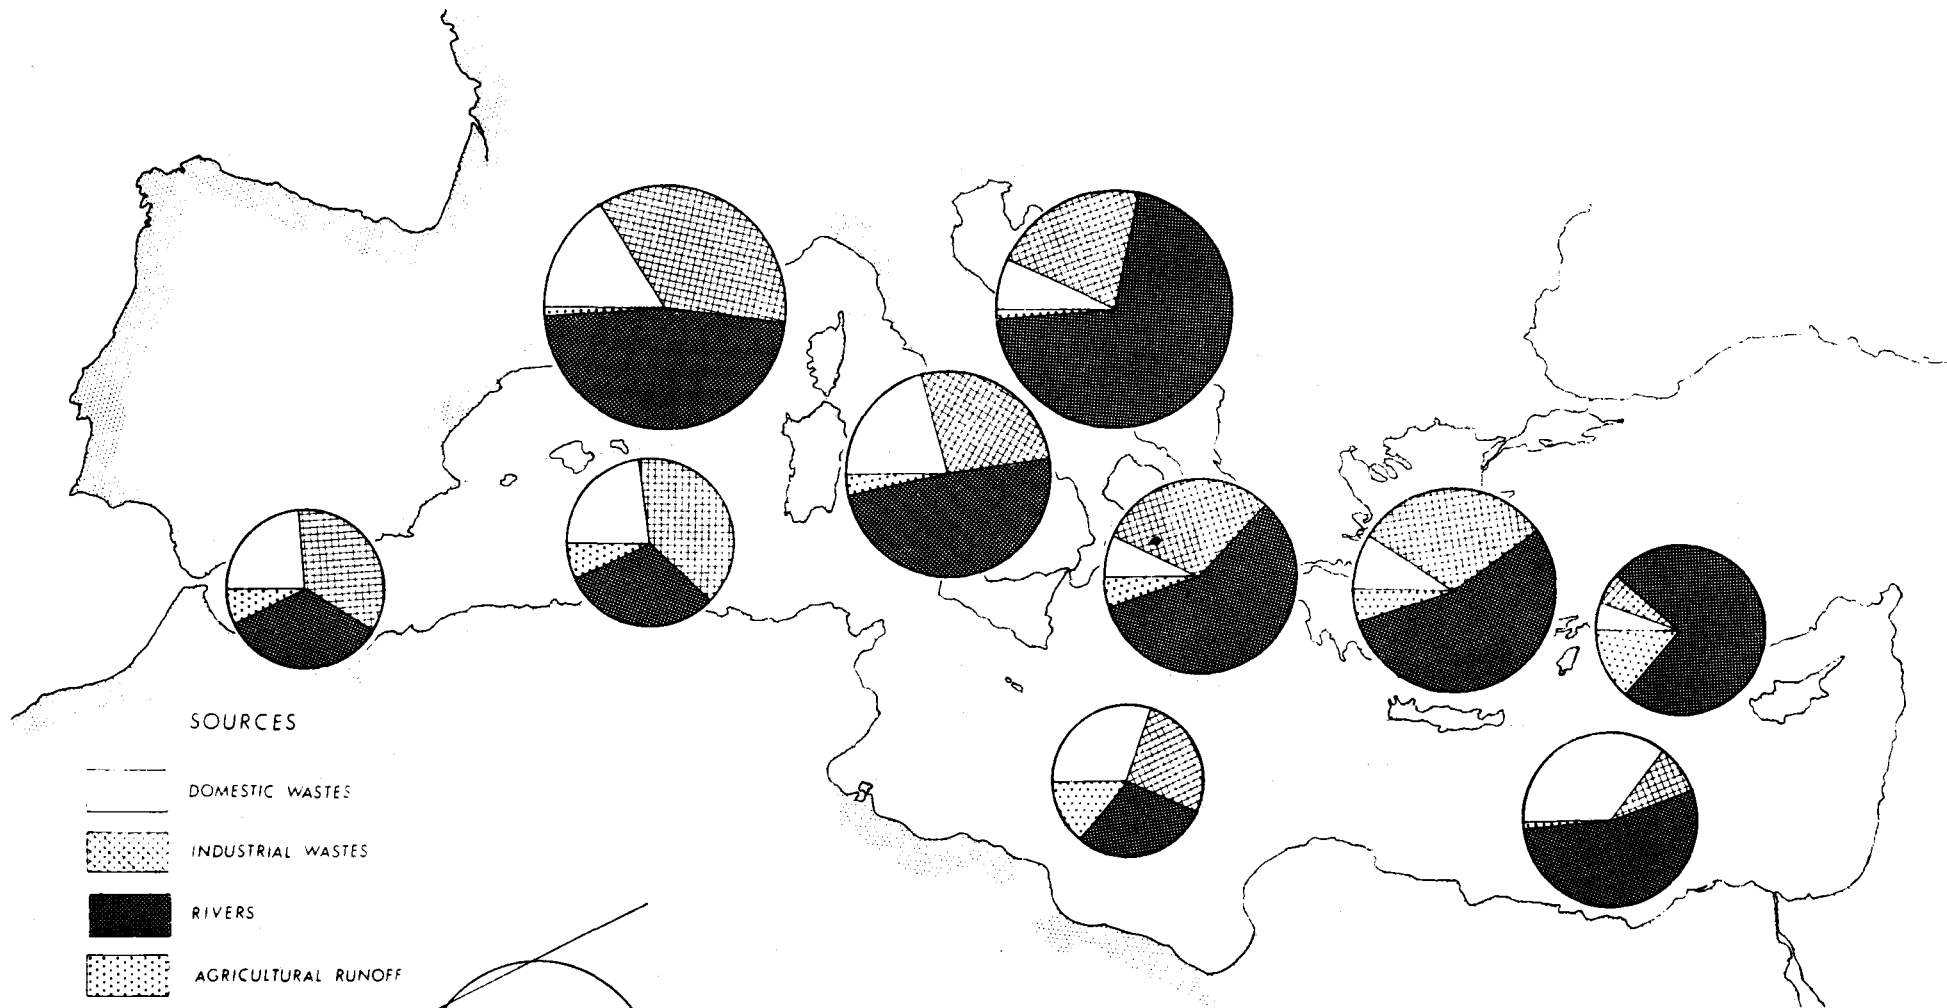 SOURCES
DOMESTIC WASTES
INDUSTRIAL WASTES
RIVERS
AGRICULTURAL RUNOFF